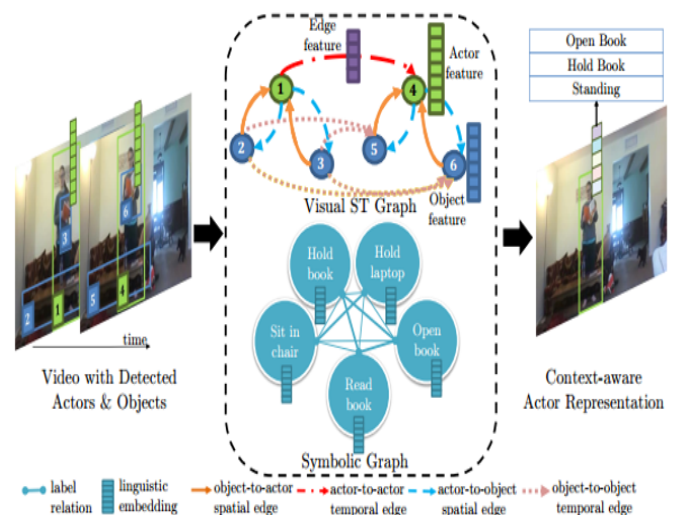 Edge
feature
Actor
feature
1
4
2
3
5
6
Object
feature
Visual ST Graph
Hold
book
Hold
laptop
Sit in
chair
Open
book
Read
book
Symbolic Graph
3
6
2
1
5
4
time
Video with Detected
Actors & Objects
Open Book
Hold Book
Standing
Context-aware
Actor Representation
label
relation
linguistic
embedding
object-to-actor
spatial edge
actor-to-actor
temporal edge
actor-to-object
spatial edge
object-to-object
temporal edge